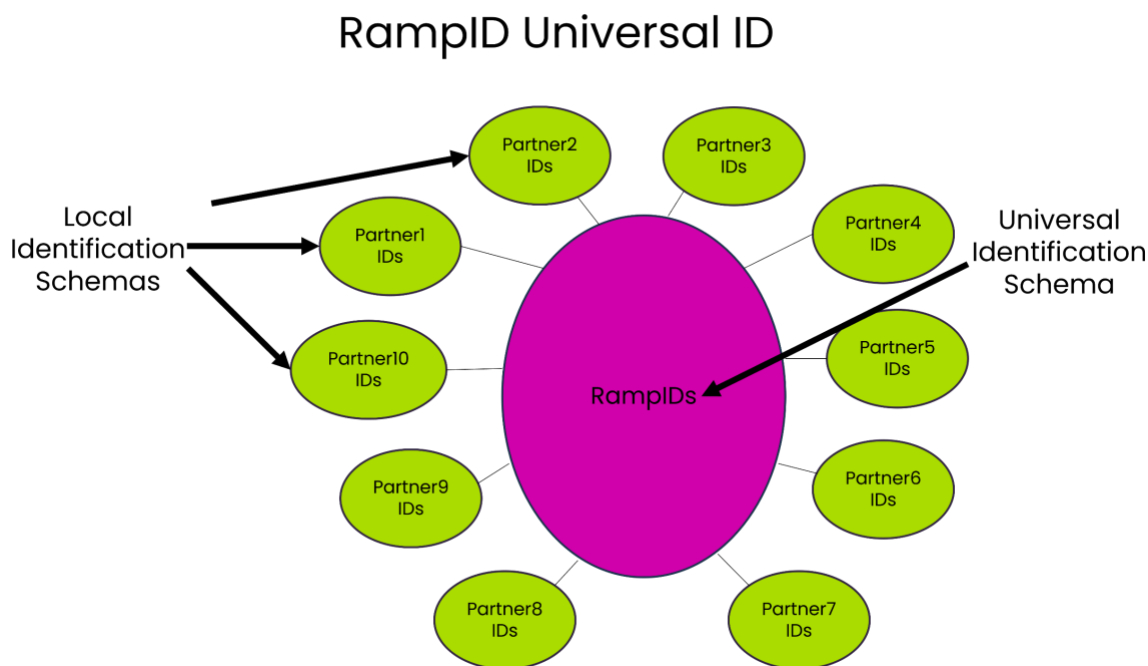 RampID Universal ID
Partner2
IDs
Partner3
IDs
Local
Identification
Schemas
Partner1
IDs
Partner4
IDs
Universal
Identification
Schema
Partner10
IDs
Partner5
IDs
RampIDs
Partner9
IDs
Partner6
IDs
Partner8
IDs
Partner7
IDs